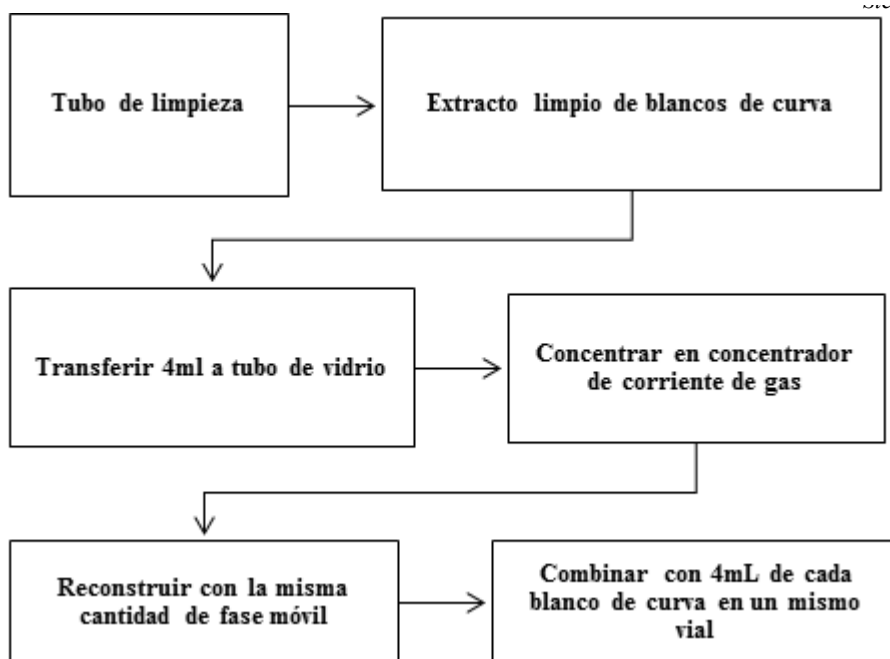 Tubo de limpieza
Extracto limpio de blancos de curva
Transferir 4ml a tubo de vidrio
Concentrar en concentrador
de corriente de gas
Reconstruir con la misma
cantidad de fase móvil
Combinar con 4mL de cada
blanco de curva en un mismo
vial